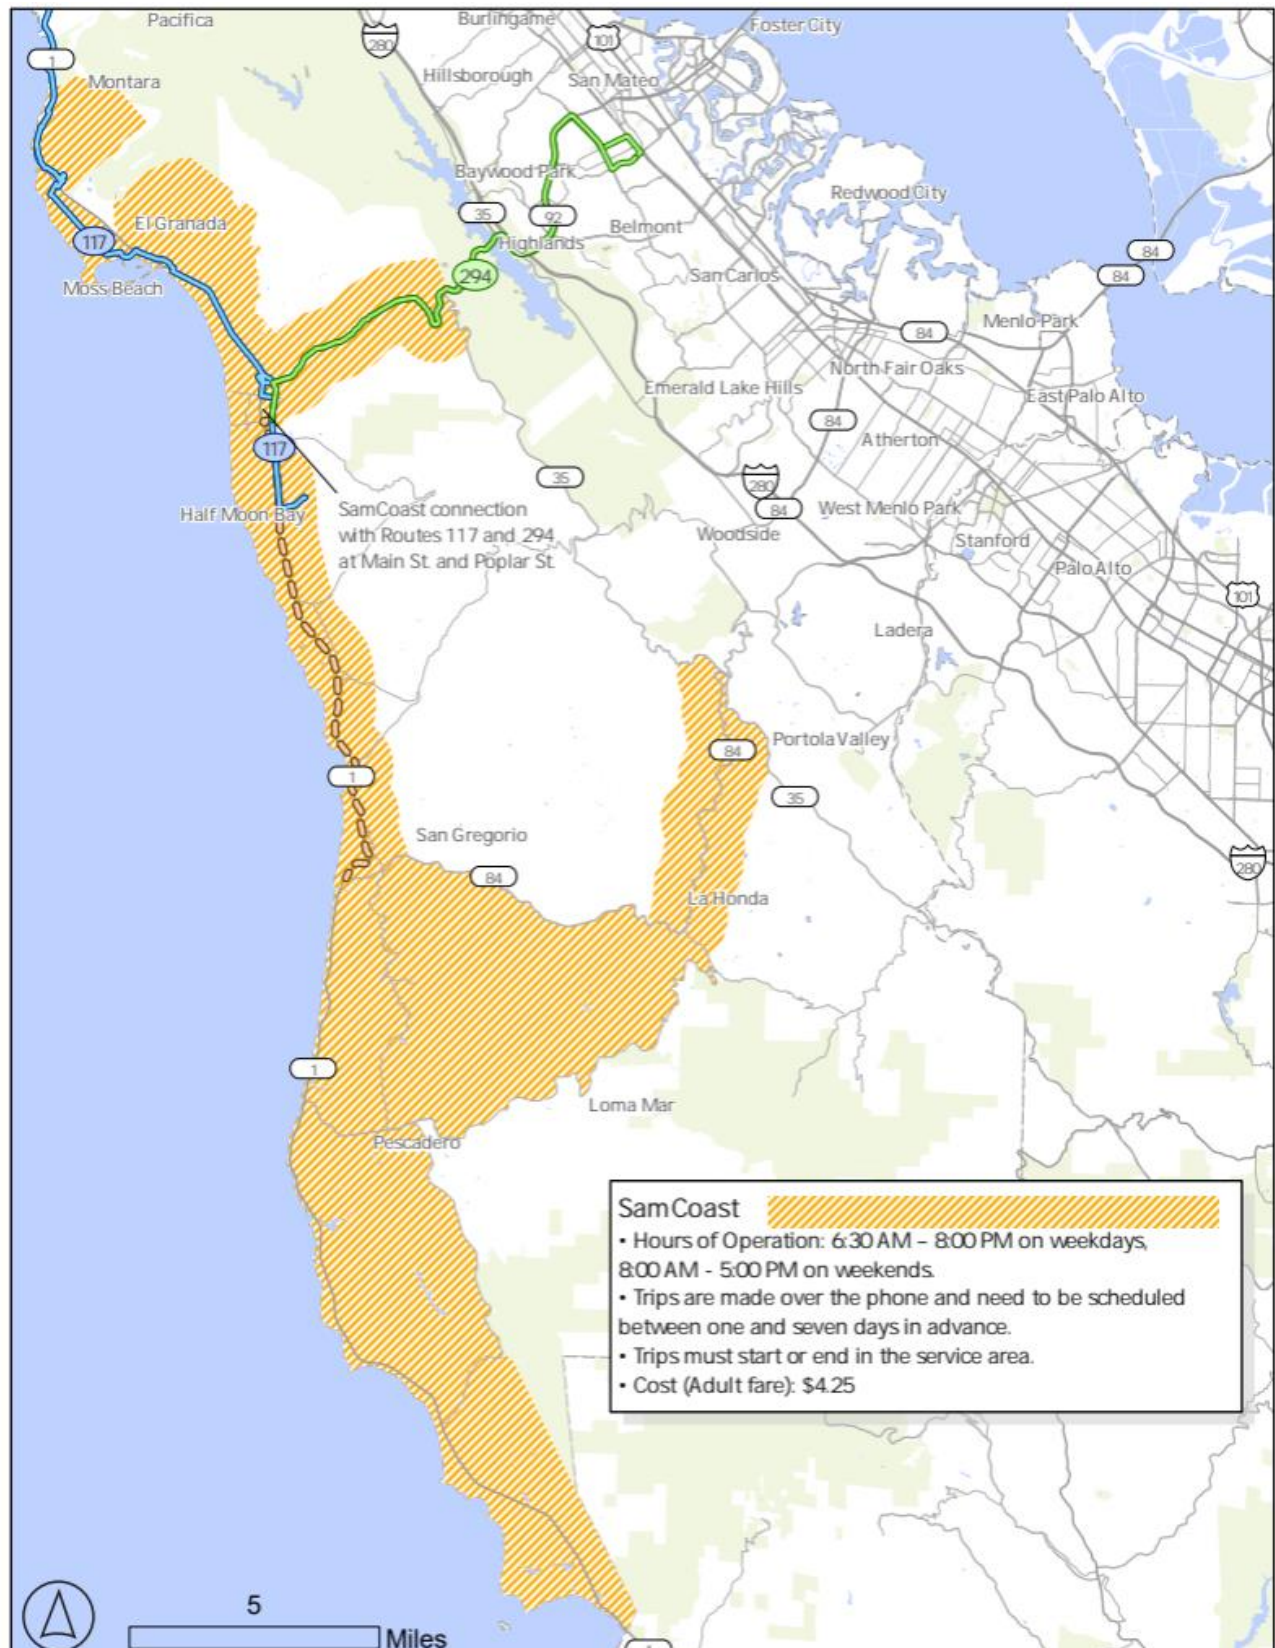 Pacifica
Burlingame
Foster City
280
101
1
Montara
Hillsborough
San Mateo
Baywood Park
Redwood City
35
92
El Granada
Belmont
117
Highlands
84
Moss Beach
294
San Carlos
84
Menlo Park
84
North Fair Oaks
Emerald Lake Hills
East Palo Alto
84
Atherton
117
35
280
84
West Menlo Park
Half Moon Bay
SamCoast connection
with Routes 117 and 294
at Main St. and Poplar St.
Woodside
Stanford
Palo Alto
101
Ladera
84
Portola Valley
1
35
San Gregorio
280
84
La Honda
1
Loma Mar
Pescadero
SamCoast
• Hours of Operation: 6:30 AM – 8:00 PM on weekdays,
8:00 AM - 5:00 PM on weekends.
• Trips are made over the phone and need to be scheduled
between one and seven days in advance.
• Trips must start or end in the service area.
• Cost (Adult fare): $4.25
5
Miles